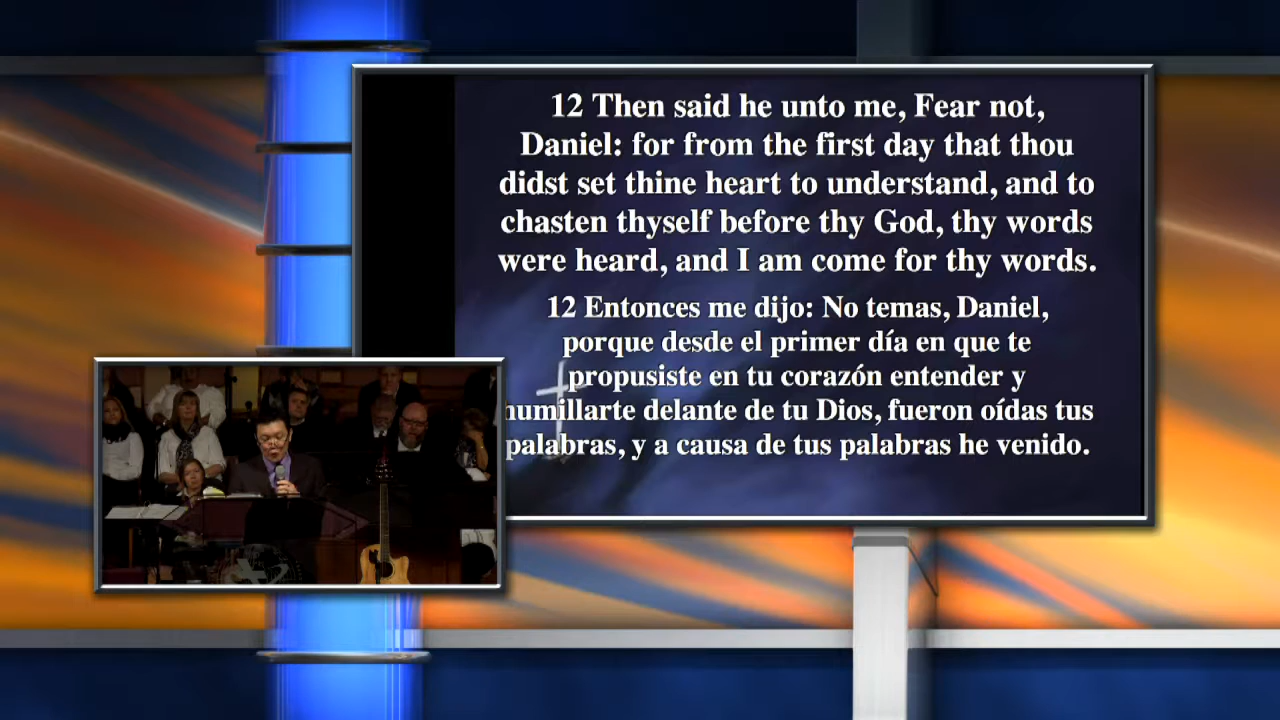 12 Then said he unto me, Fear not,
Daniel: for from the first day that thou
didst set thine heart to understand, and to
chasten thyself before thy God, thy words
were heard, and I am come for thy words.
12 Entonces me dijo: No temas, Daniel,
porque desde el primer día en que te
propusiste en tu corazón entender y
humillarte delante de tu Dios, fueron oídas tus
palabras, y a causa de tus palabras he venido.